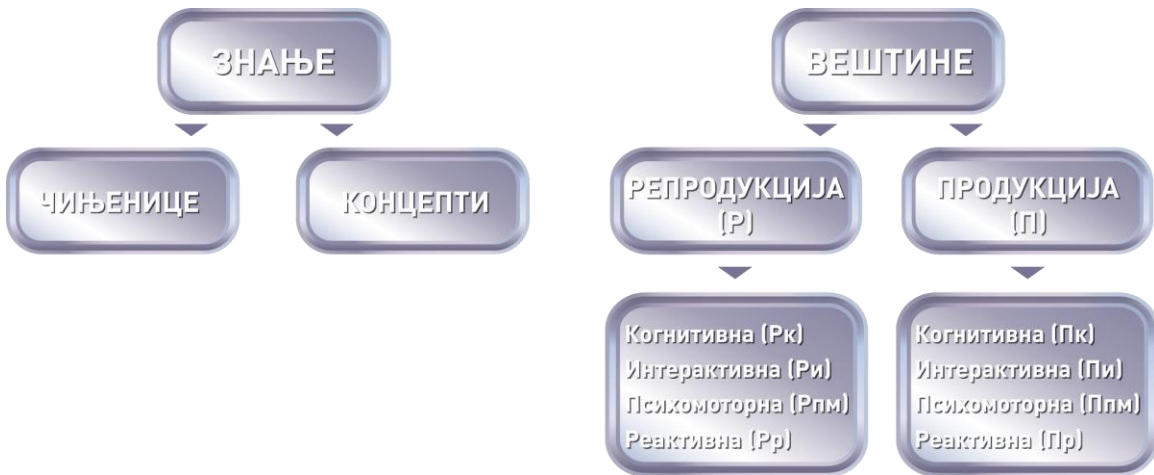 ЗНАЊЕ
ВЕШТИНЕ
ЧИЊЕНИЦЕ
КОНЦЕПТИ
РЕПРОДУКЦИЈА
(Р)
ПРОДУКЦИЈА
(П)
Когнитивна (Рк)
Интерактивна (Ри)
Психомоторна (Рпм)
Реактивна (Рр)
Когнитивна (Пк)
Интерактивна (Пи)
Психомоторна (Ппм)
Реактивна (Пр)